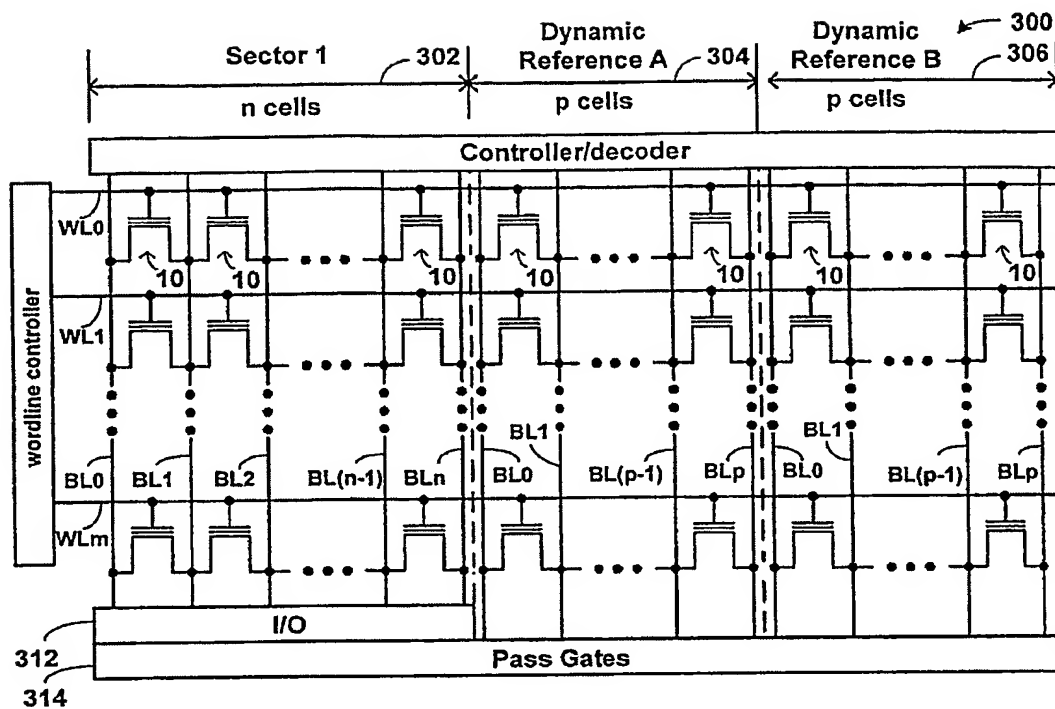 Sector 1
302
Dynamic
Reference A
304
Dynamic
Reference B
300
306
n cells
p cells
p cells
Controller/decoder
wordline controller
WL0
10
10
10
10
10
10
10
WL1
BL0
BL1
BL2
BL(n-1)
BLn
BL0
BL1
BL(p-1)
BLp
BL0
BL1
BL(p-1)
BLp
WLm
I/O
312
Pass Gates
314